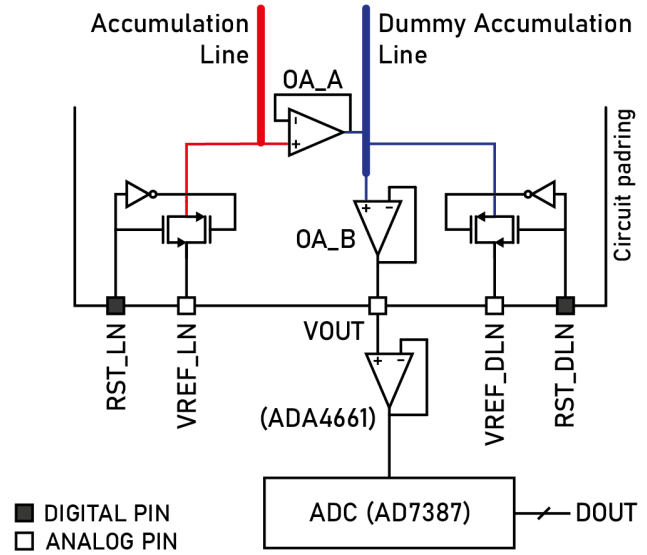 Accumulation
Line
Dummy Accumulation
Line
OA_A
-
+
Circuit padring
+
-
OA_B
RST_LN
VREF_LN
VOUT
VREF_DLN
RST_DLN
+
-
(ADA4661)
ADC (AD7387)
DOUT
DIGITAL PIN
ANALOG PIN